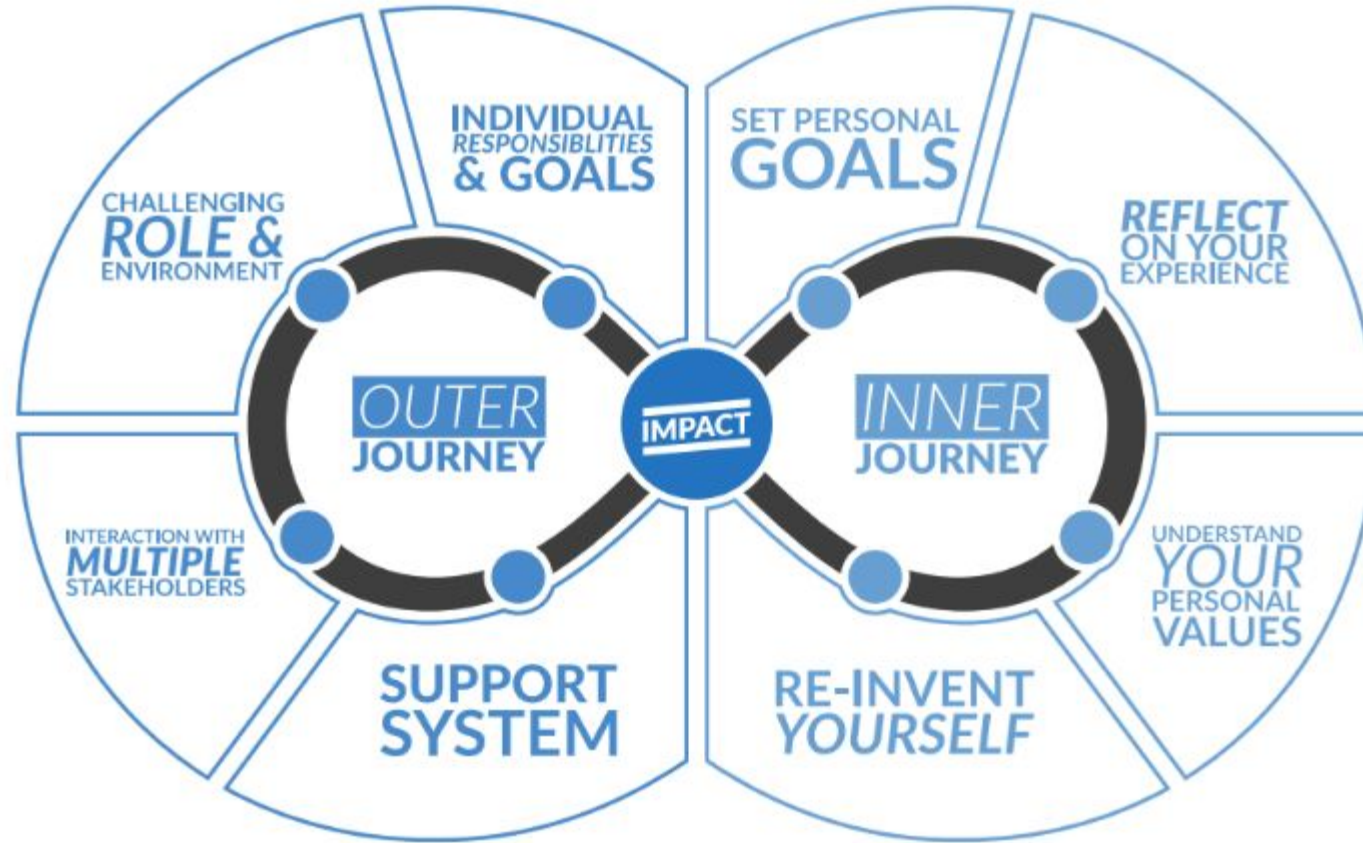 INDIVIDUAL
RESPONSIBLITIES
& GOALS
SET PERSONAL
GOALS
CHALLENGING
ROLE &
ENVIRONMENT
REFLECT
ON YOUR
EXPERIENCE
OUTER
JOURNEY
IMPACT
INNER
JOURNEY
INTERACTION WITH
MULTIPLE
STAKEHOLDERS
UNDERSTAND
YOUR
PERSONAL
VALUES
SUPPORT
SYSTEM
RE-INVENT
YOURSELF